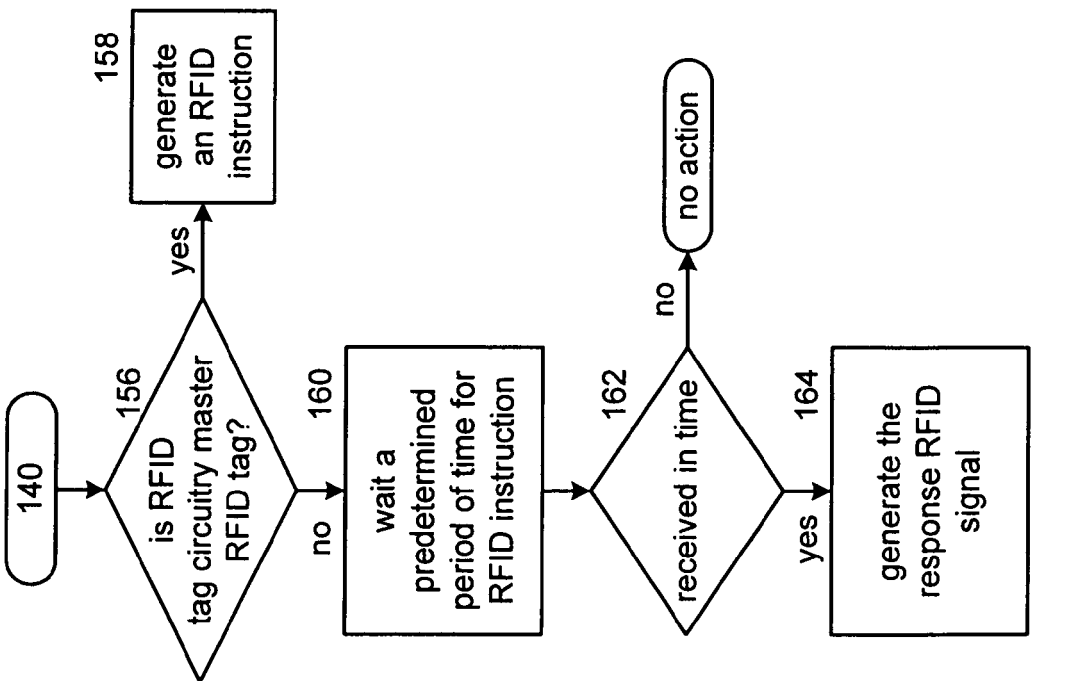 140
156
is RFID
tag circuitry master
RFID tag?
yes
158
generate
an RFID
instruction
no
160
wait a
predetermined
period of time for
RFID instruction
162
received in time
no
no action
yes
164
generate the
response RFID
signal